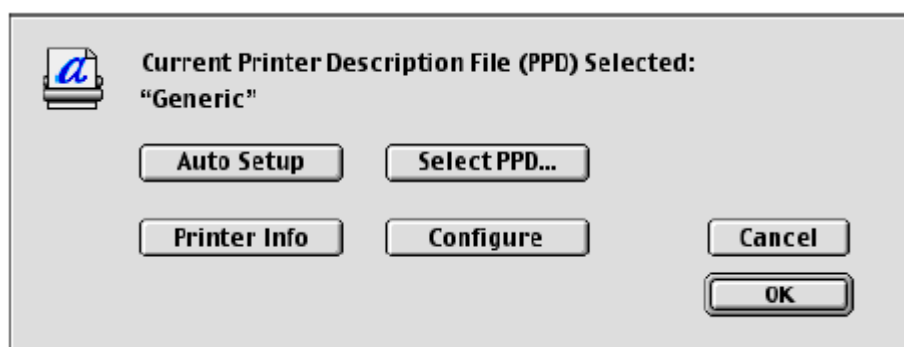 Current Printer Description File (PPD) Selected:
“Generic”
Auto Setup
Select PPD...
Printer Info
Configure
Cancel
OK